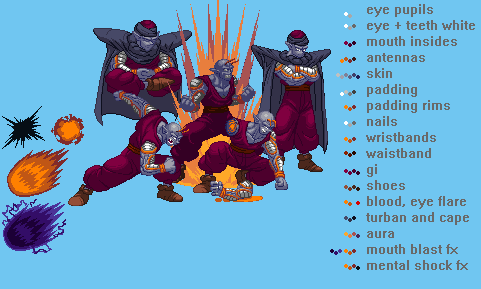 eye pupils
eye + teeth white
mouth insides
antennas
skin
padding
padding rims
nails
wristbands
waistband
gi
shoes
blood, eye flare
turban and cape
aura
mouth blast fx
mental shock fx